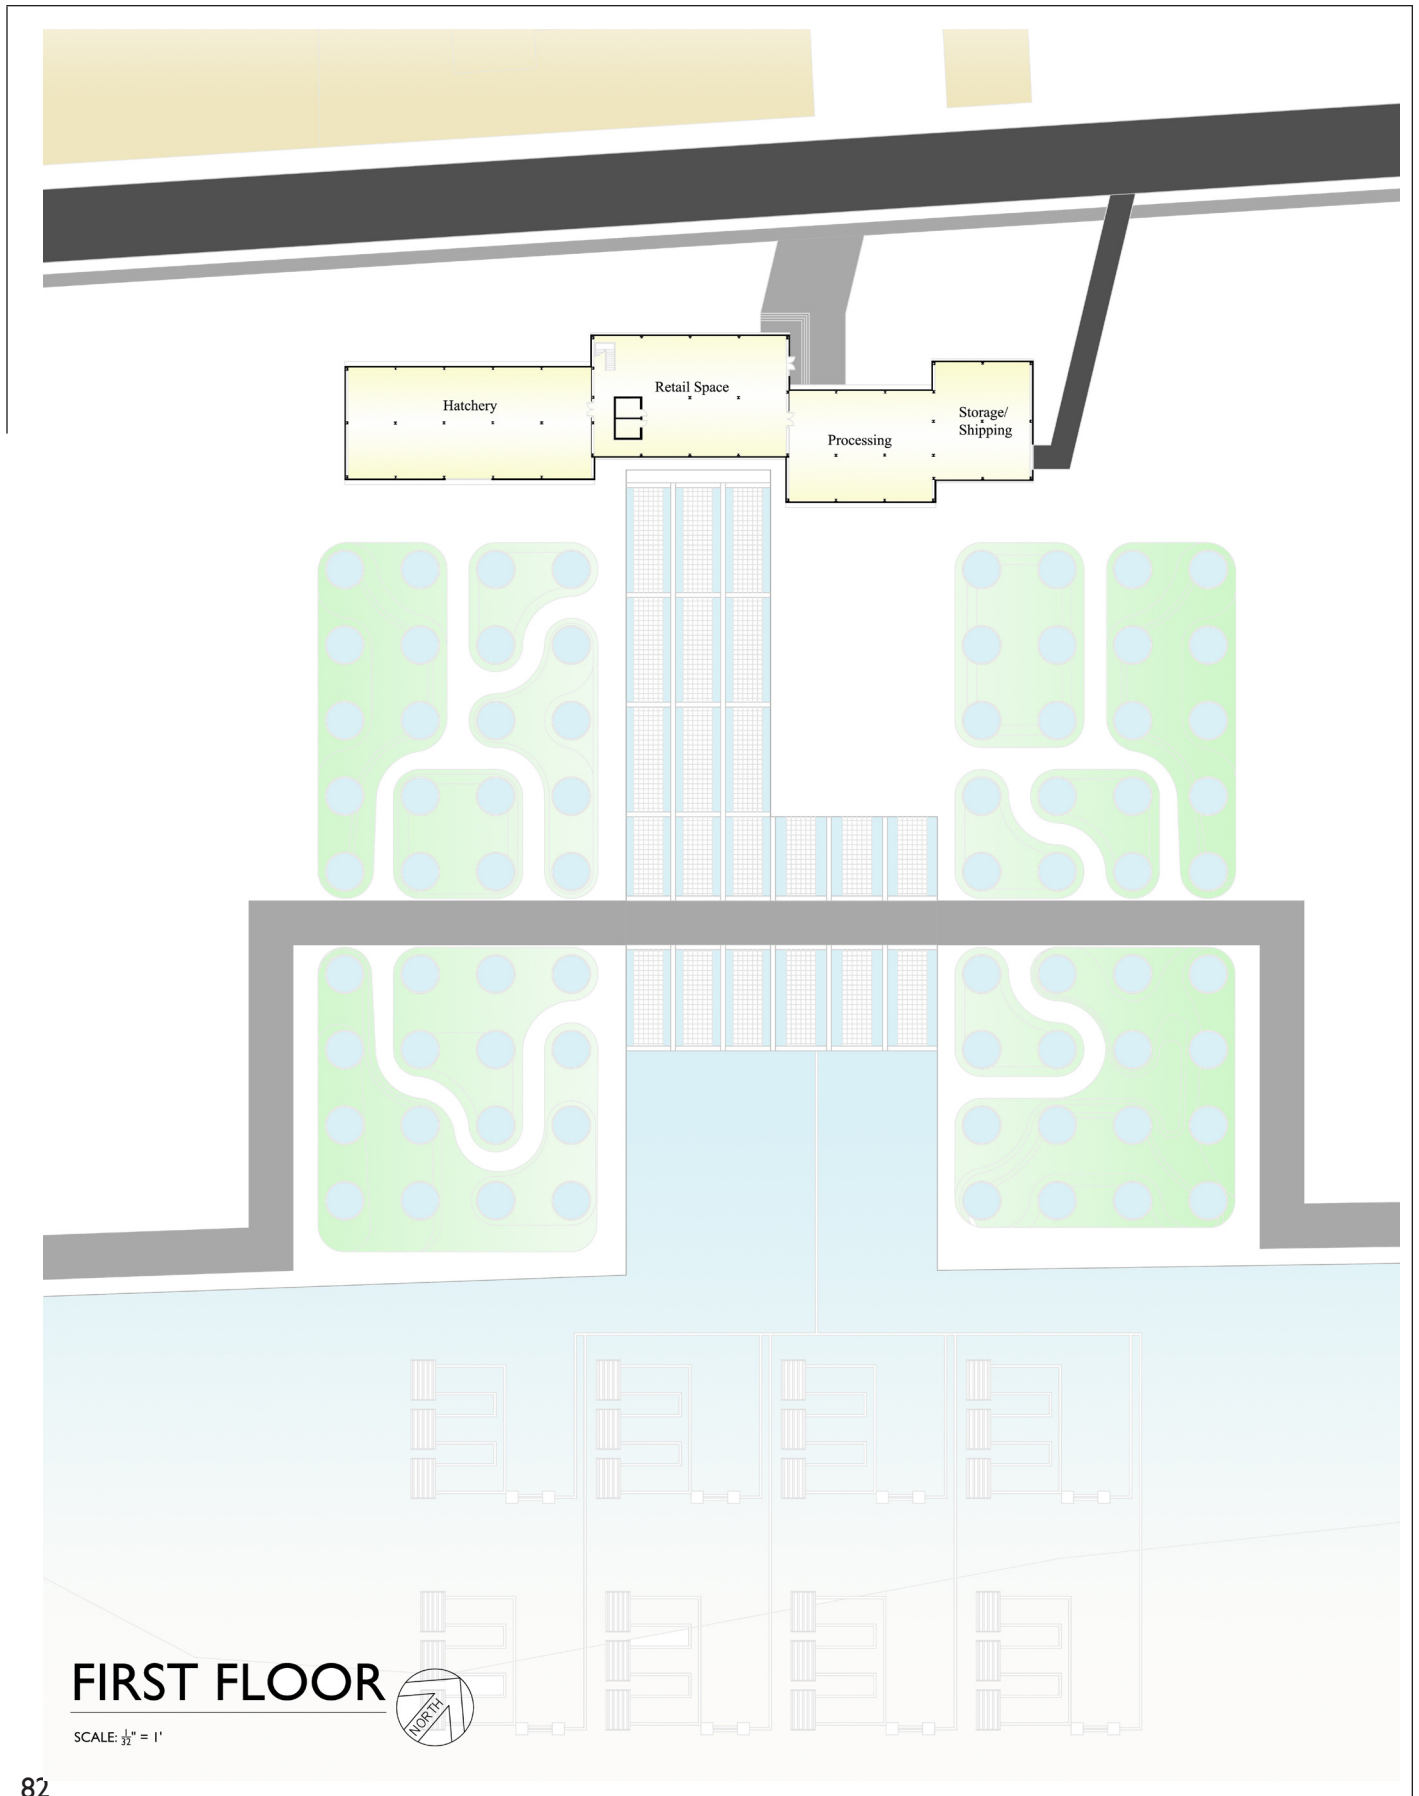 Retail Space
Hatchery
Storage/
Shipping
Processing
FIRST FLOOR
NORTH
SCALE: 1/32" = 1'
82